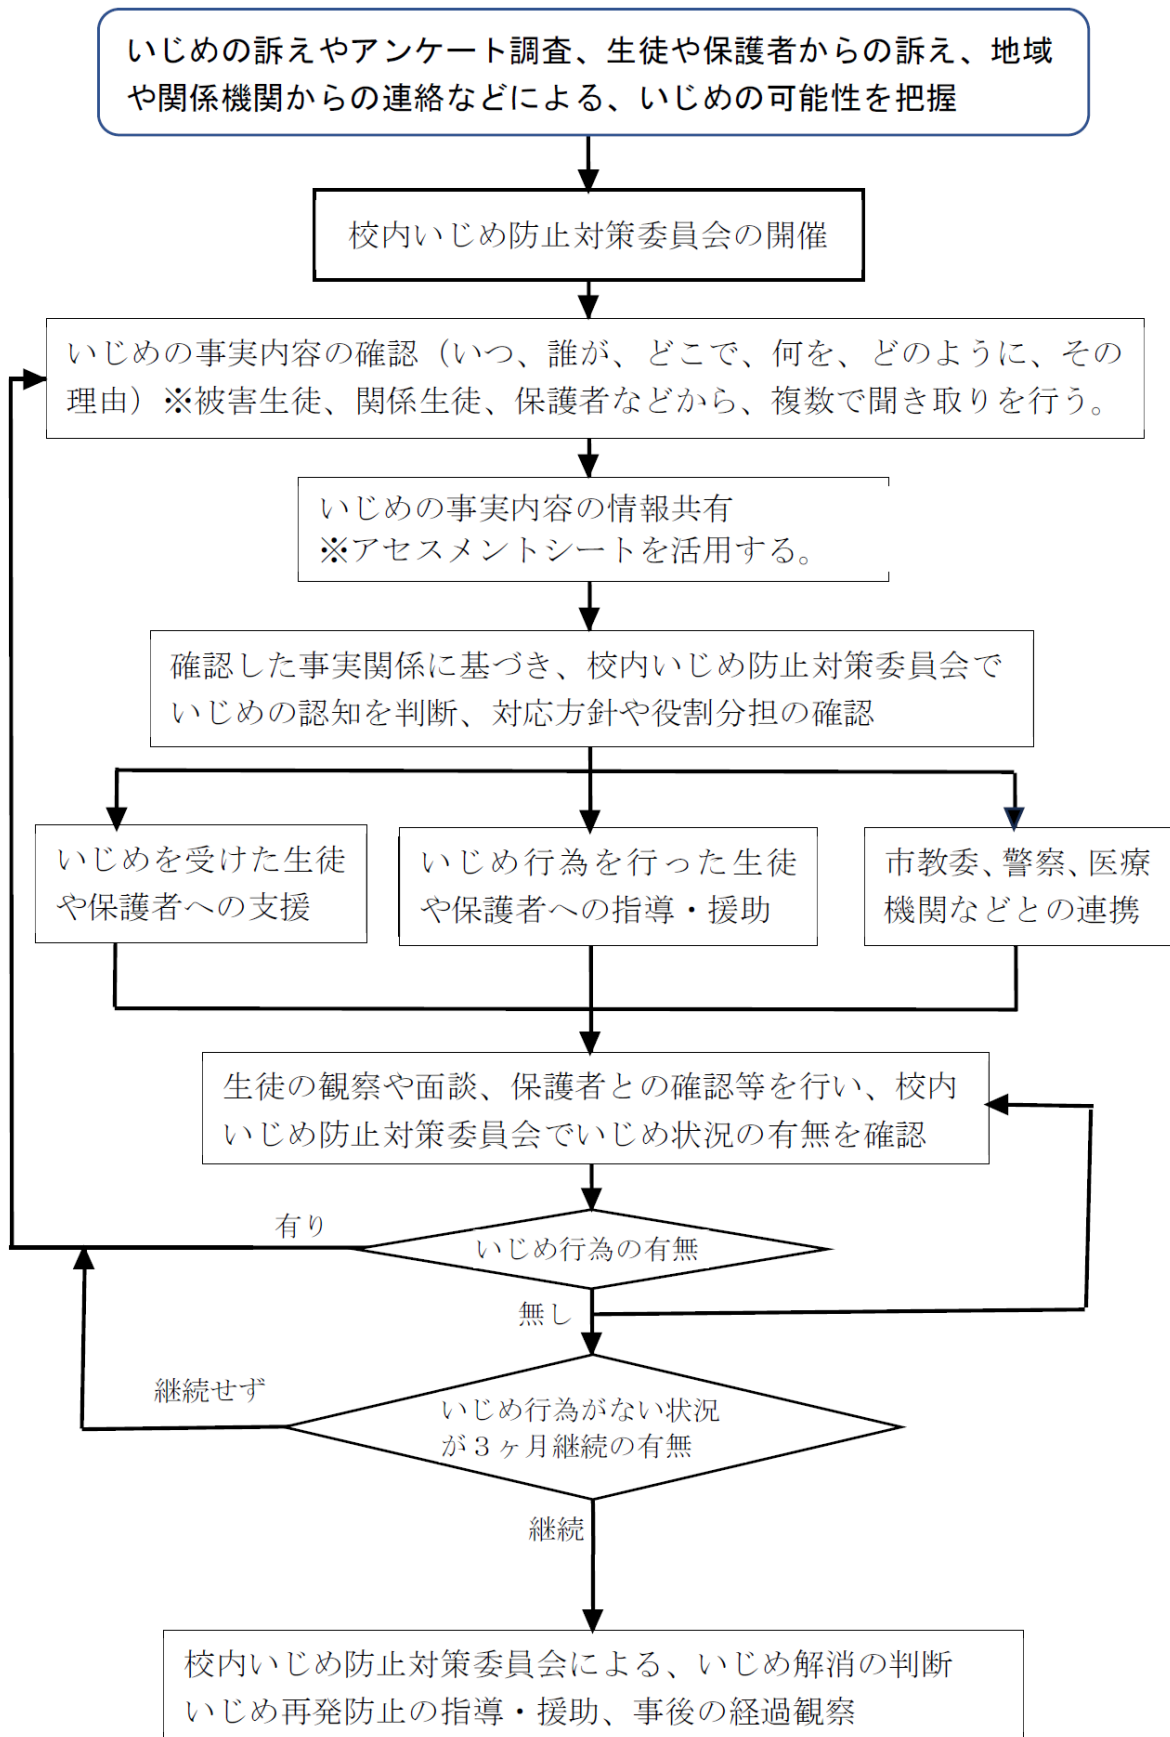 いじめの訴えやアンケート調査、生徒や保護者からの訴え、地域
や関係機関からの連絡などによる、いじめの可能性を把握
校内いじめ防止対策委員会の開催
いじめの事実内容の確認（いつ、誰が、どこで、何を、どのように、その
理由）※被害生徒、関係生徒、保護者などから、複数で聞き取りを行う。
いじめの事実内容の情報共有
※アセスメントシートを活用する。
確認した事実関係に基づき、校内いじめ防止対策委員会で
いじめの認知を判断、対応方針や役割分担の確認
いじめを受けた生徒
や保護者への支援
いじめ行為を行った生徒
や保護者への指導・援助
市教委、警察、医療
機関などとの連携
生徒の観察や面談、保護者との確認等を行い、校内
いじめ防止対策委員会でいじめ状況の有無を確認
有り
いじめ行為の有無
無し
継続せず
いじめ行為がない状況
が３ヶ月継続の有無
継続
校内いじめ防止対策委員会による、いじめ解消の判断
いじめ再発防止の指導・援助、事後の経過観察